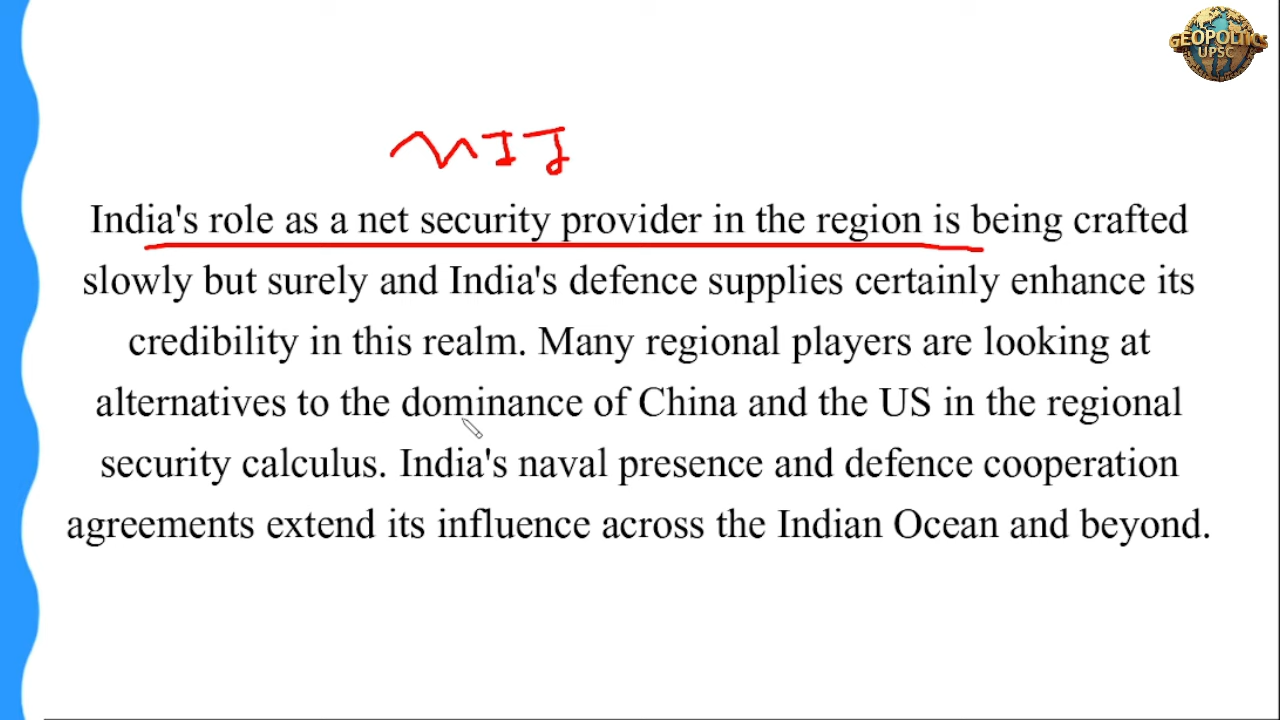 GEOPOLITICS
UPSC
India's role as a net security provider in the region is being crafted
slowly but surely and India's defence supplies certainly enhance its
credibility in this realm. Many regional players are looking at
alternatives to the dominance of China and the US in the regional
security calculus. India's naval presence and defence cooperation
agreements extend its influence across the Indian Ocean and beyond.